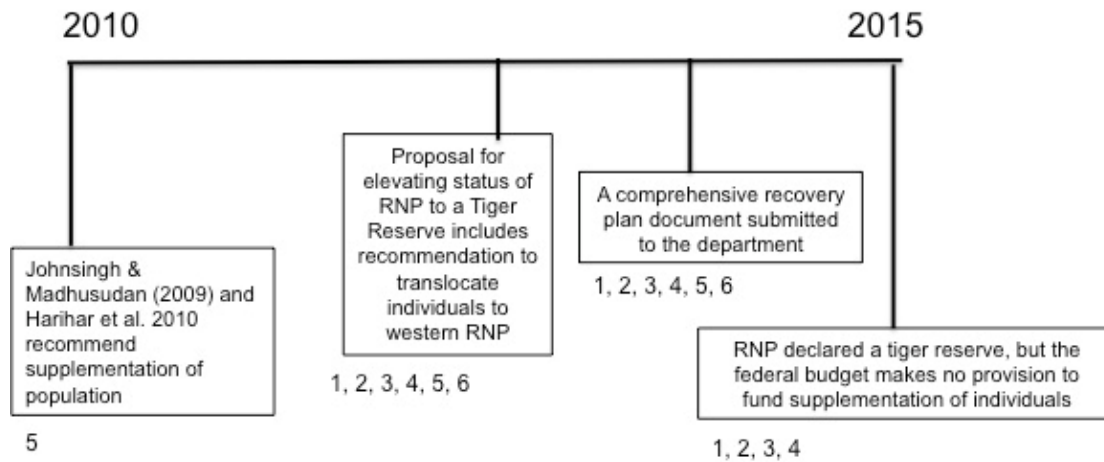 2010
2015
Johnsingh &
Madhusudan (2009) and
Harihar et al. 2010
recommend
supplementation of
population
5
Proposal for
elevating status of
RNP to a Tiger
Reserve includes
recommendation to
translocate
individuals to
western RNP
1, 2, 3, 4, 5, 6
A comprehensive recovery
plan document submitted
to the department
1, 2, 3, 4, 5, 6
RNP declared a tiger reserve, but the
federal budget makes no provision to
fund supplementation of individuals
1, 2, 3, 4